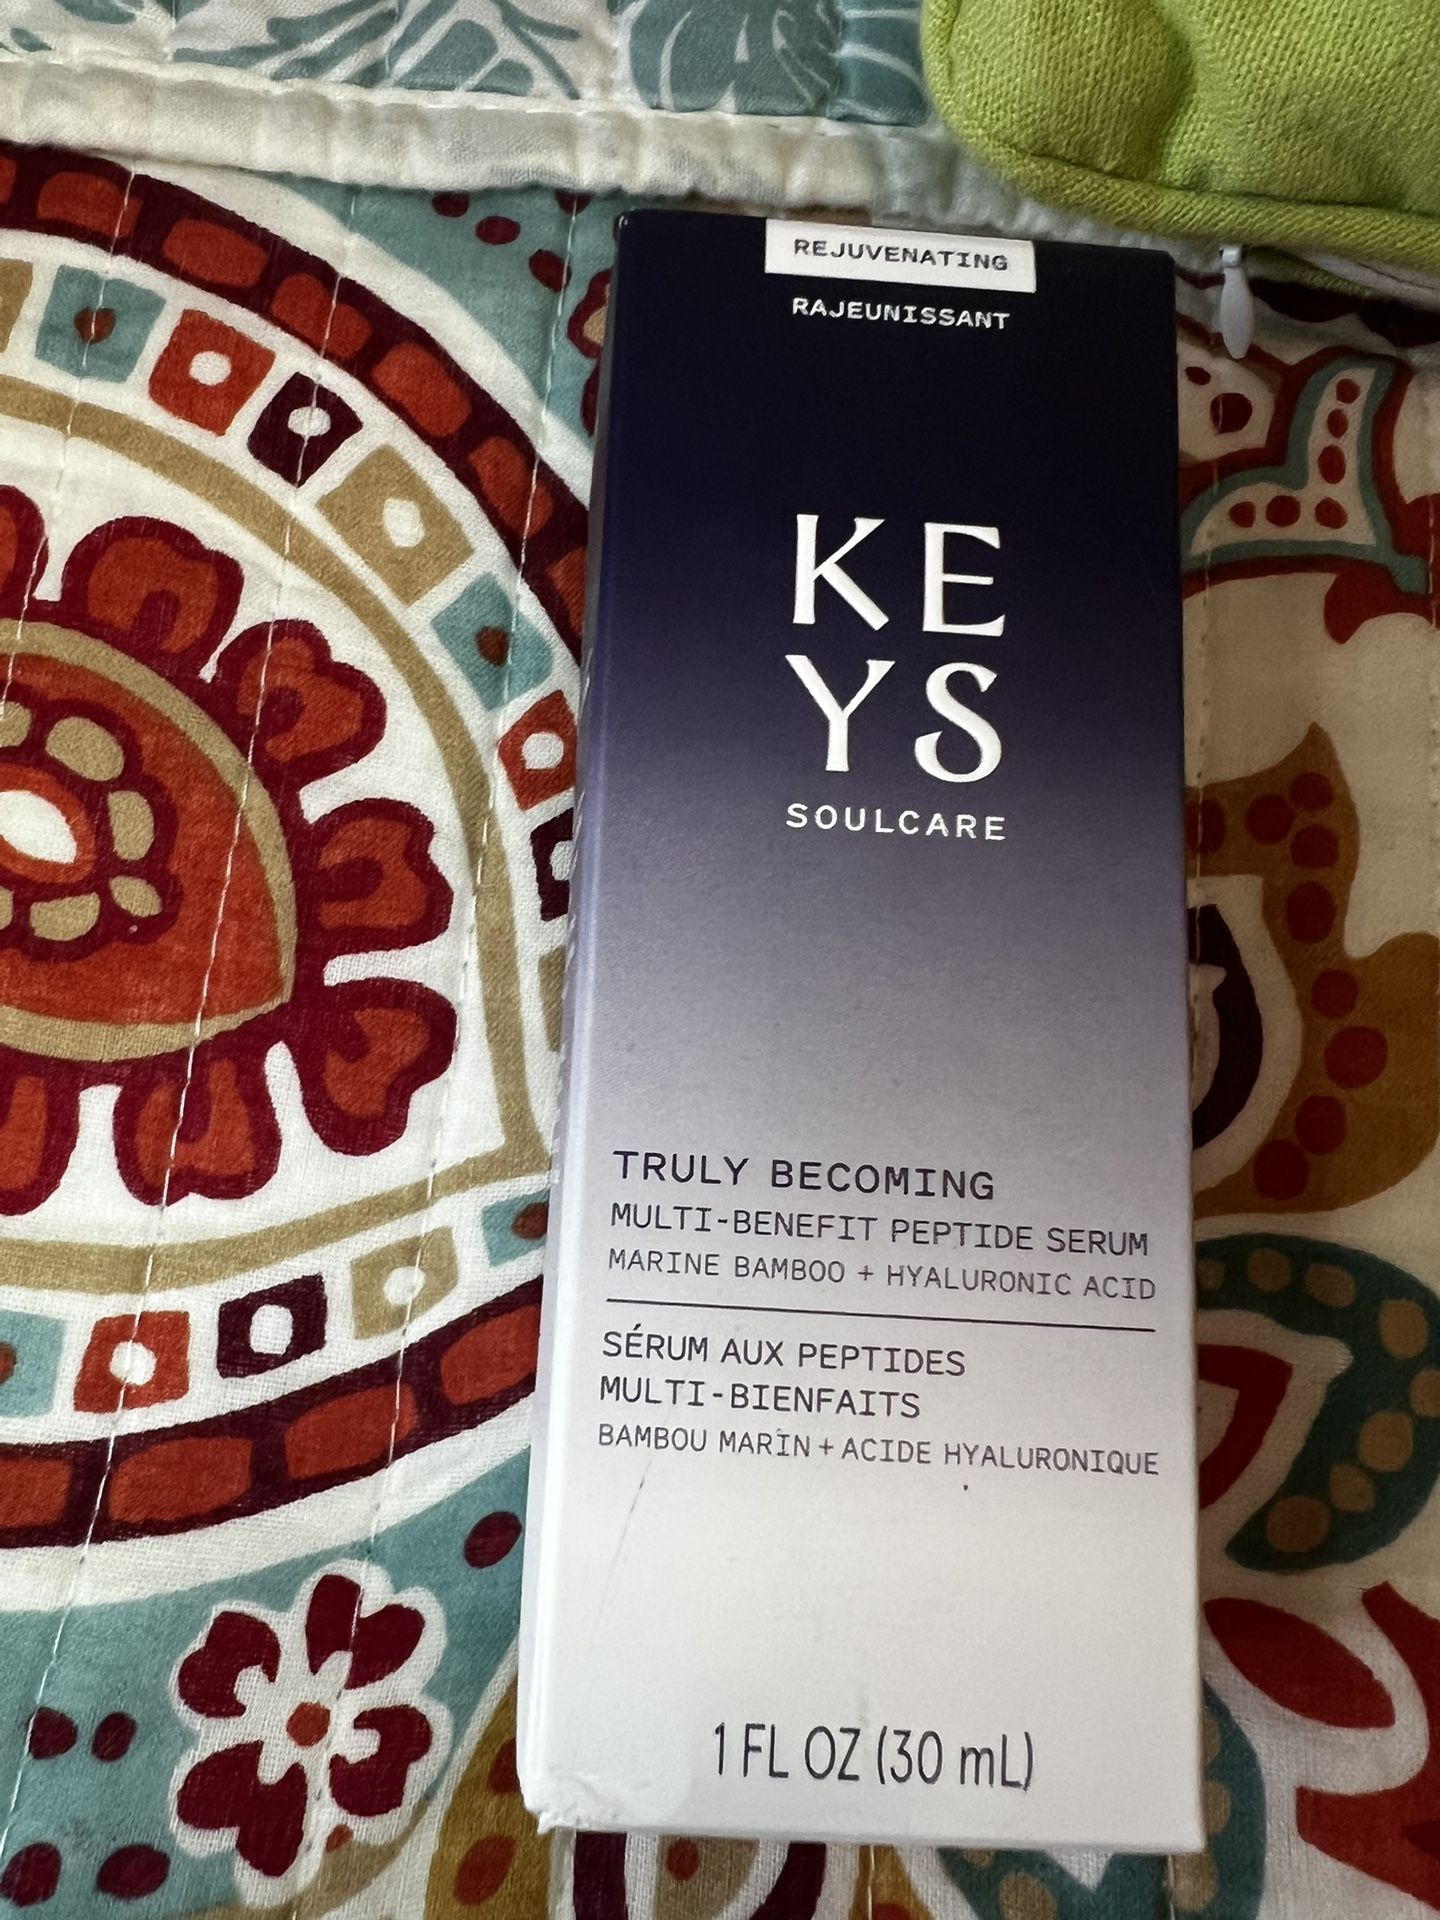 REJUVENATING
RAJEUNISSANT
KE
YS
SOULCARE
TRULY BECOMING
MULTI-BENEFIT PEPTIDE SERUM
MARINE BAMBOO + HYALURONIC ACID
SÉRUM AUX PEPTIDES
MULTI-BIENFAITS
BAMBOU MARIN + ACIDE HYALURONIQUE
1 FL OZ (30 mL)